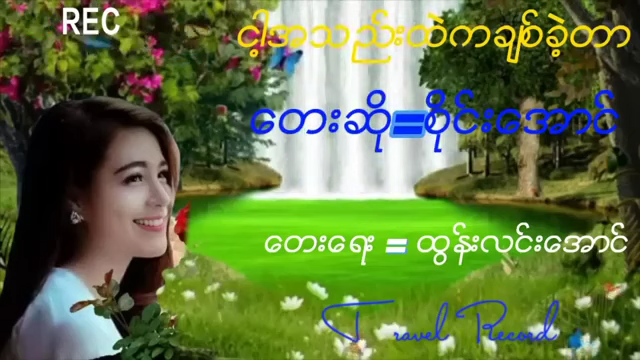 REC
ငါ့အသည်းထဲကချစ်ခဲ့တာ
တေးဆို=စိုင်းအောင်
တေးရေး = ထွန်းလင်းအောင်
Travel Record